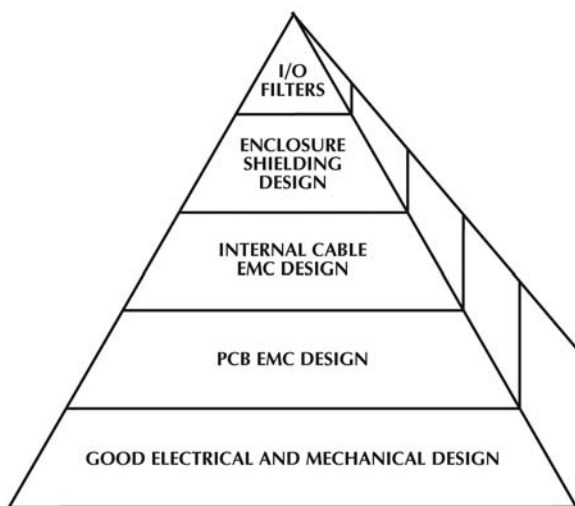 I/O
FILTERS
ENCLOSURE
SHIELDING
DESIGN
INTERNAL CABLE
EMC DESIGN
PCB EMC DESIGN
GOOD ELECTRICAL AND MECHANICAL DESIGN